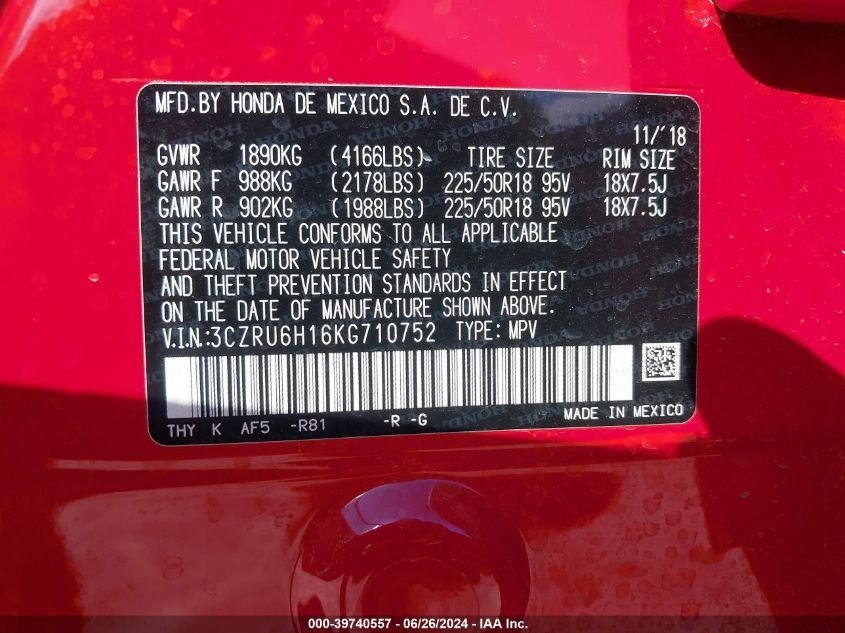 MFD.BY HONDA DE MEXICO S.A. DE C.V.
11/'18
GVWR 1890KG (4166LBS) TIRE SIZE RIM SIZE
GAWR F 988KG (2178LBS) 225/50R18 95V 18X7.5J
GAWR R 902KG (1988LBS) 225/50R18 95V 18X7.5J
THIS VEHICLE CONFORMS TO ALL APPLICABLE
FEDERAL MOTOR VEHICLE SAFETY
AND THEFT PREVENTION STANDARDS IN EFFECT
ON THE DATE OF MANUFACTURE SHOWN ABOVE.
V.I.N.:3CZRU6H16KG710752 TYPE: MPV
THY K AF5 -R81 -R -G MADE IN MEXICO
000-39740557 - 06/26/2024 - IAA Inc.